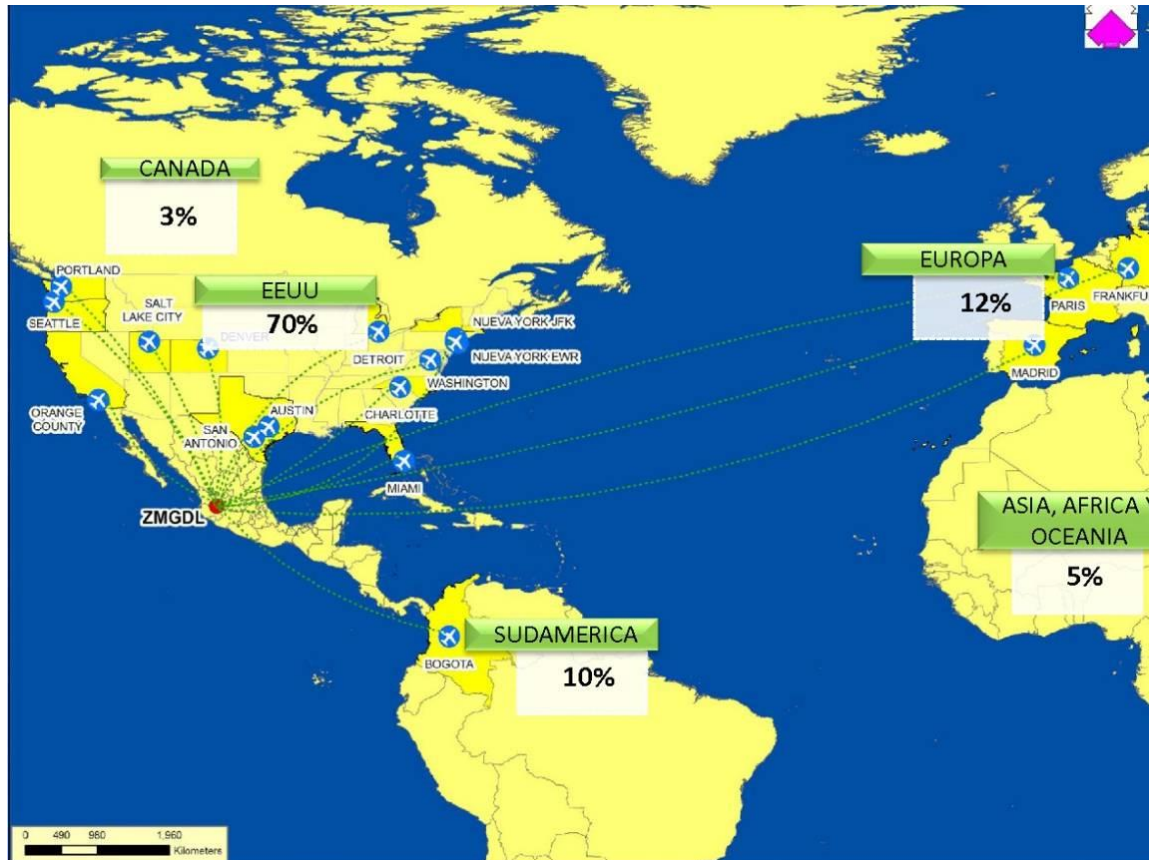 CANADA
3%
PORTLAND
SEATTLE
SALT
LAKE CITY
EEUU
70%
DENVER
DETROIT
NUEVA YORK JFK
NUEVA YORK EWR
WASHINGTON
CHARLOTTE
ORANGE
COUNTY
SAN
ANTONIO
AUSTIN
MIAMI
ZMGDL
EUROPA
12%
PARIS
FRANKFU
MADRID
ASIA, AFRICA Y
OCEANIA
5%
SUDAMERICA
10%
BOGOTA
0 490 980 1,960
Kilometers